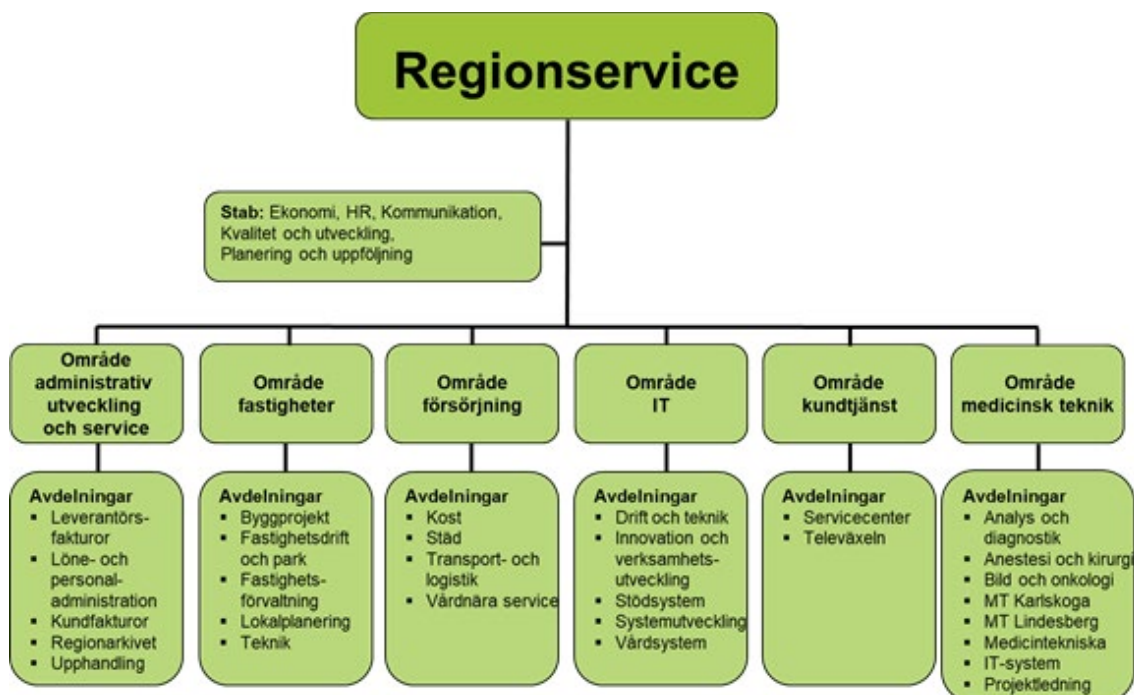 Regionservice
Stab: Ekonomi, HR, Kommunikation,
Kvalitet och utveckling,
Planering och uppföljning
Område
administrativ
utveckling
och service
Område
fastigheter
Område
försörjning
Område
IT
Område
kundtjänst
Område
medicinsk teknik
Avdelningar
▪ Leverantörs-
fakturor
▪ Löne- och
personal-
administration
▪ Kundfakturor
▪ Regionarkivet
▪ Upphandling
Avdelningar
▪ Byggprojekt
▪ Fastighetsdrift
och park
▪ Fastighets-
förvaltning
▪ Lokalplanering
▪ Teknik
Avdelningar
▪ Kost
▪ Städ
▪ Transport- och
logistik
▪ Vårdnära service
Avdelningar
▪ Drift och teknik
▪ Innovation och
verksamhets-
utveckling
▪ Stödsystem
▪ Systemutveckling
▪ Vårdsystem
Avdelningar
▪ Servicecenter
▪ Televäxeln
Avdelningar
▪ Analys och
diagnostik
▪ Anestesi och kirurgi
▪ Bild och onkologi
▪ MT Karlskoga
▪ MT Lindesberg
▪ Medicintekniska
▪ IT-system
▪ Projektledning